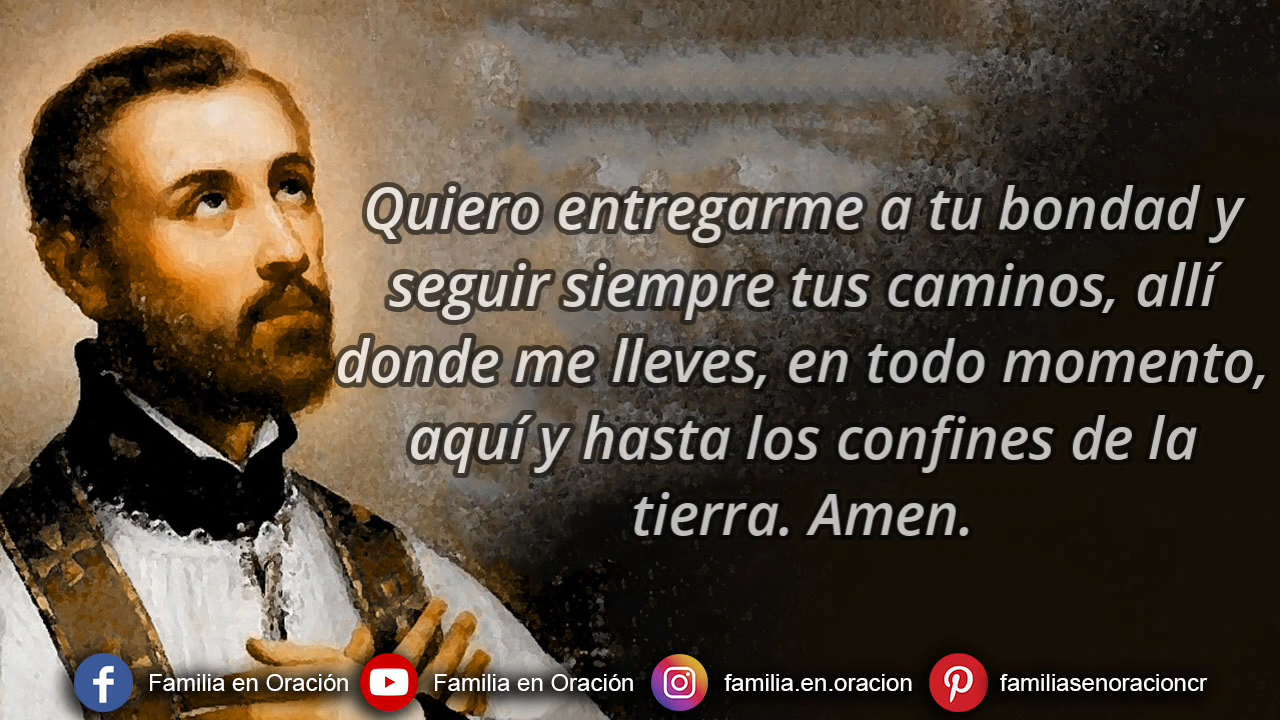 Quiero entregarme a tu bondad y
seguir siempre tus caminos, allí
donde me lleves, en todo momento,
aquí y hasta los confines de la
tierra. Amen.
Familia en Oración
Familia en Oración
familia.en.oracion
familiasenoracioncr